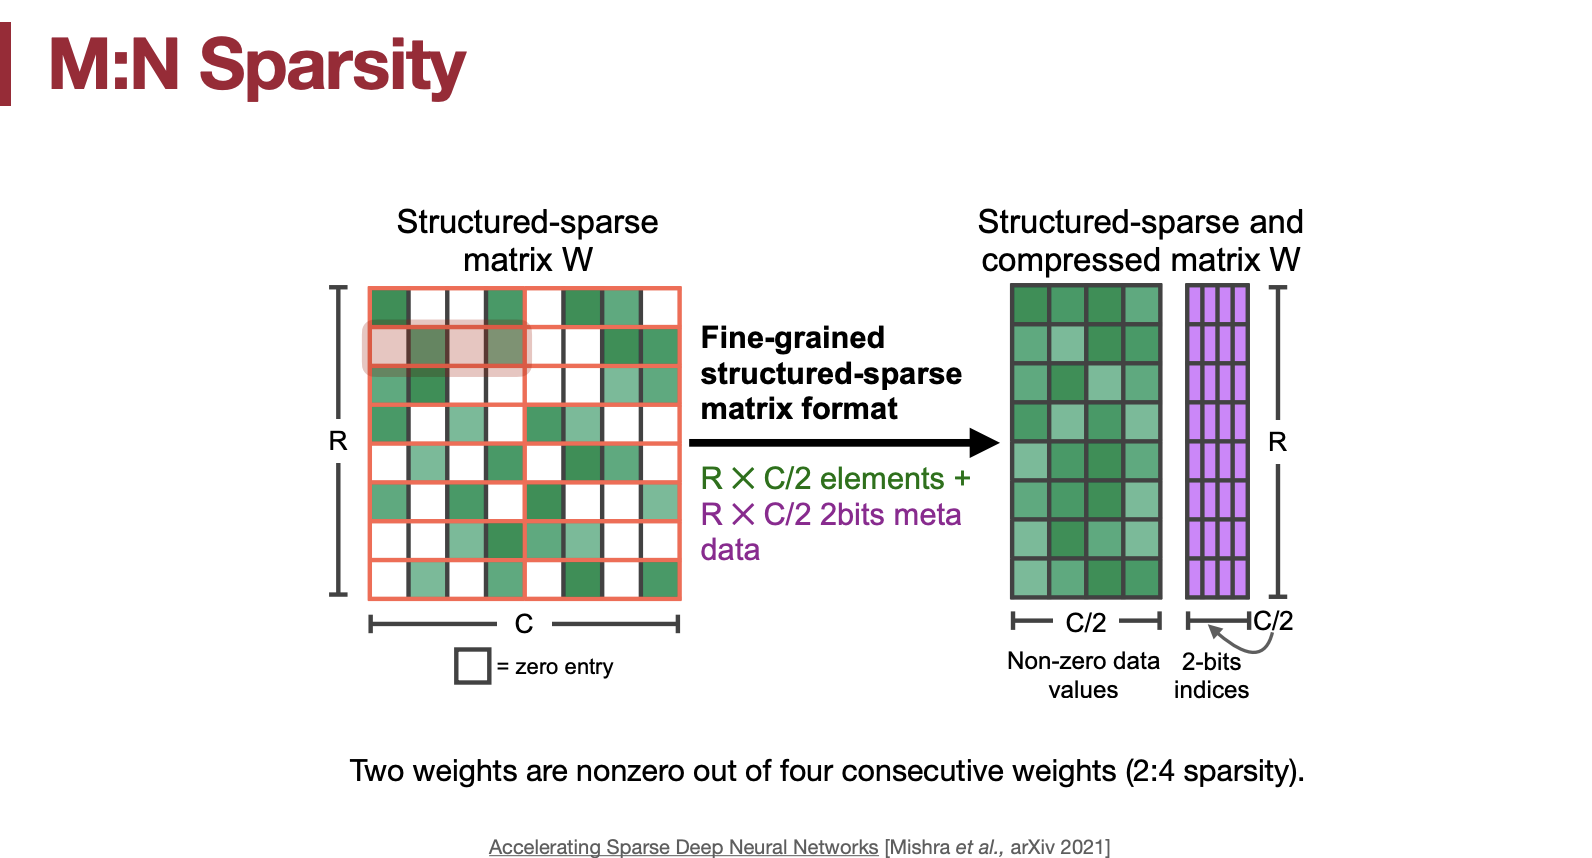 M:N Sparsity
Structured-sparse
matrix W
Structured-sparse and
compressed matrix W
R
Fine-grained
structured-sparse
matrix format
R × C/2 elements +
R × C/2 2bits meta
data
R
C
= zero entry
C/2
C/2
Non-zero data
values
2-bits
indices
Two weights are nonzero out of four consecutive weights (2:4 sparsity).
Accelerating Sparse Deep Neural Networks [Mishra et al., arXiv 2021]